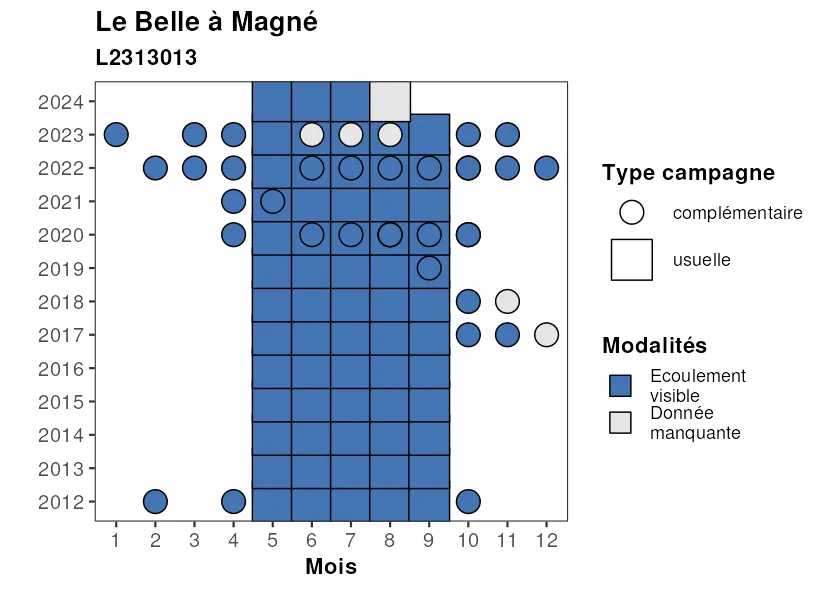 Le Belle à Magné
L2313013
2024
2023
2022
2021
2020
2019
2018
2017
2016
2015
2014
2013
2012
1 2 3 4 5 6 7 8 9 10 11 12
Mois
Type campagne
complémentaire
usuelle
Modalités
Ecoulement
visible
Donnée
manquante